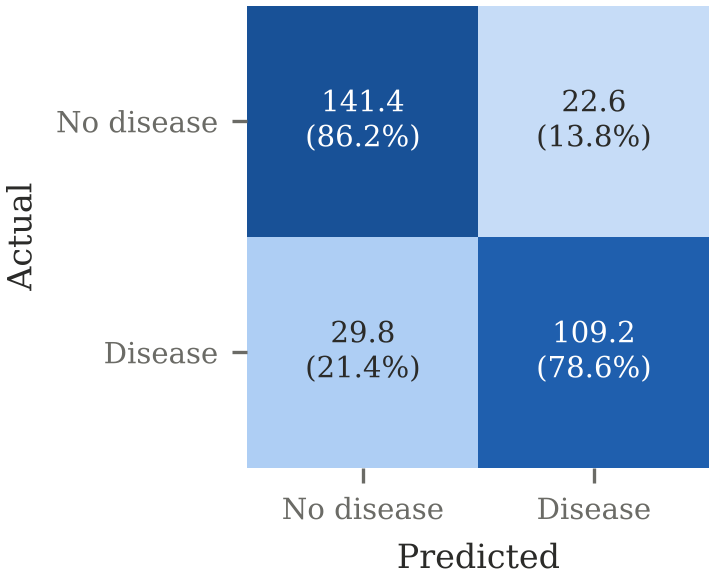 Actual
No disease
141.4
(86.2%)
22.6
(13.8%)
Disease
29.8
(21.4%)
109.2
(78.6%)
No disease
Disease
Predicted